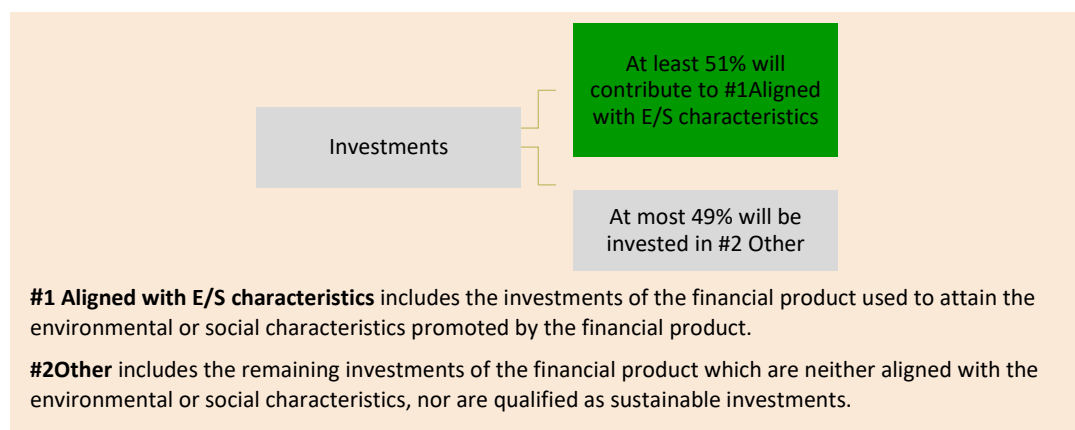 At least 51% will
contribute to #1Aligned
with E/S characteristics
Investments
At most 49% will be
invested in #2 Other
#1 Aligned with E/S characteristics includes the investments of the financial product used to attain the
environmental or social characteristics promoted by the financial product.
#2Other includes the remaining investments of the financial product which are neither aligned with the
environmental or social characteristics, nor are qualified as sustainable investments.